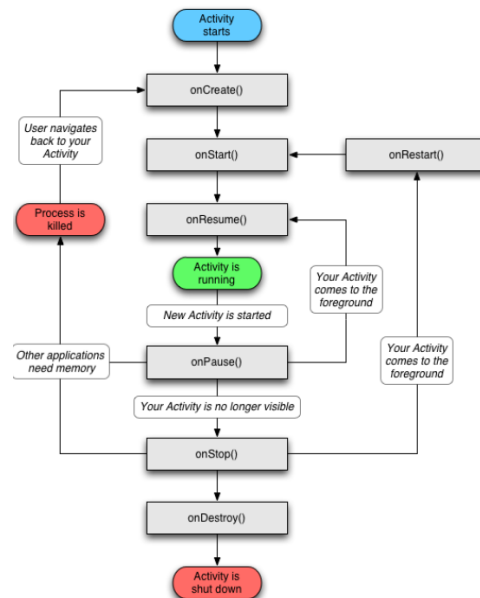 Activity
starts
onCreate()
User navigates
back to your
Activity
onStart()
onRestart()
Process is
killed
onResume()
Activity is
running
Your Activity
comes to the
foreground
New Activity is started
Other applications
need memory
onPause()
Your Activity
comes to the
foreground
Your Activity is no longer visible
onStop()
onDestroy()
Activity is
shut down